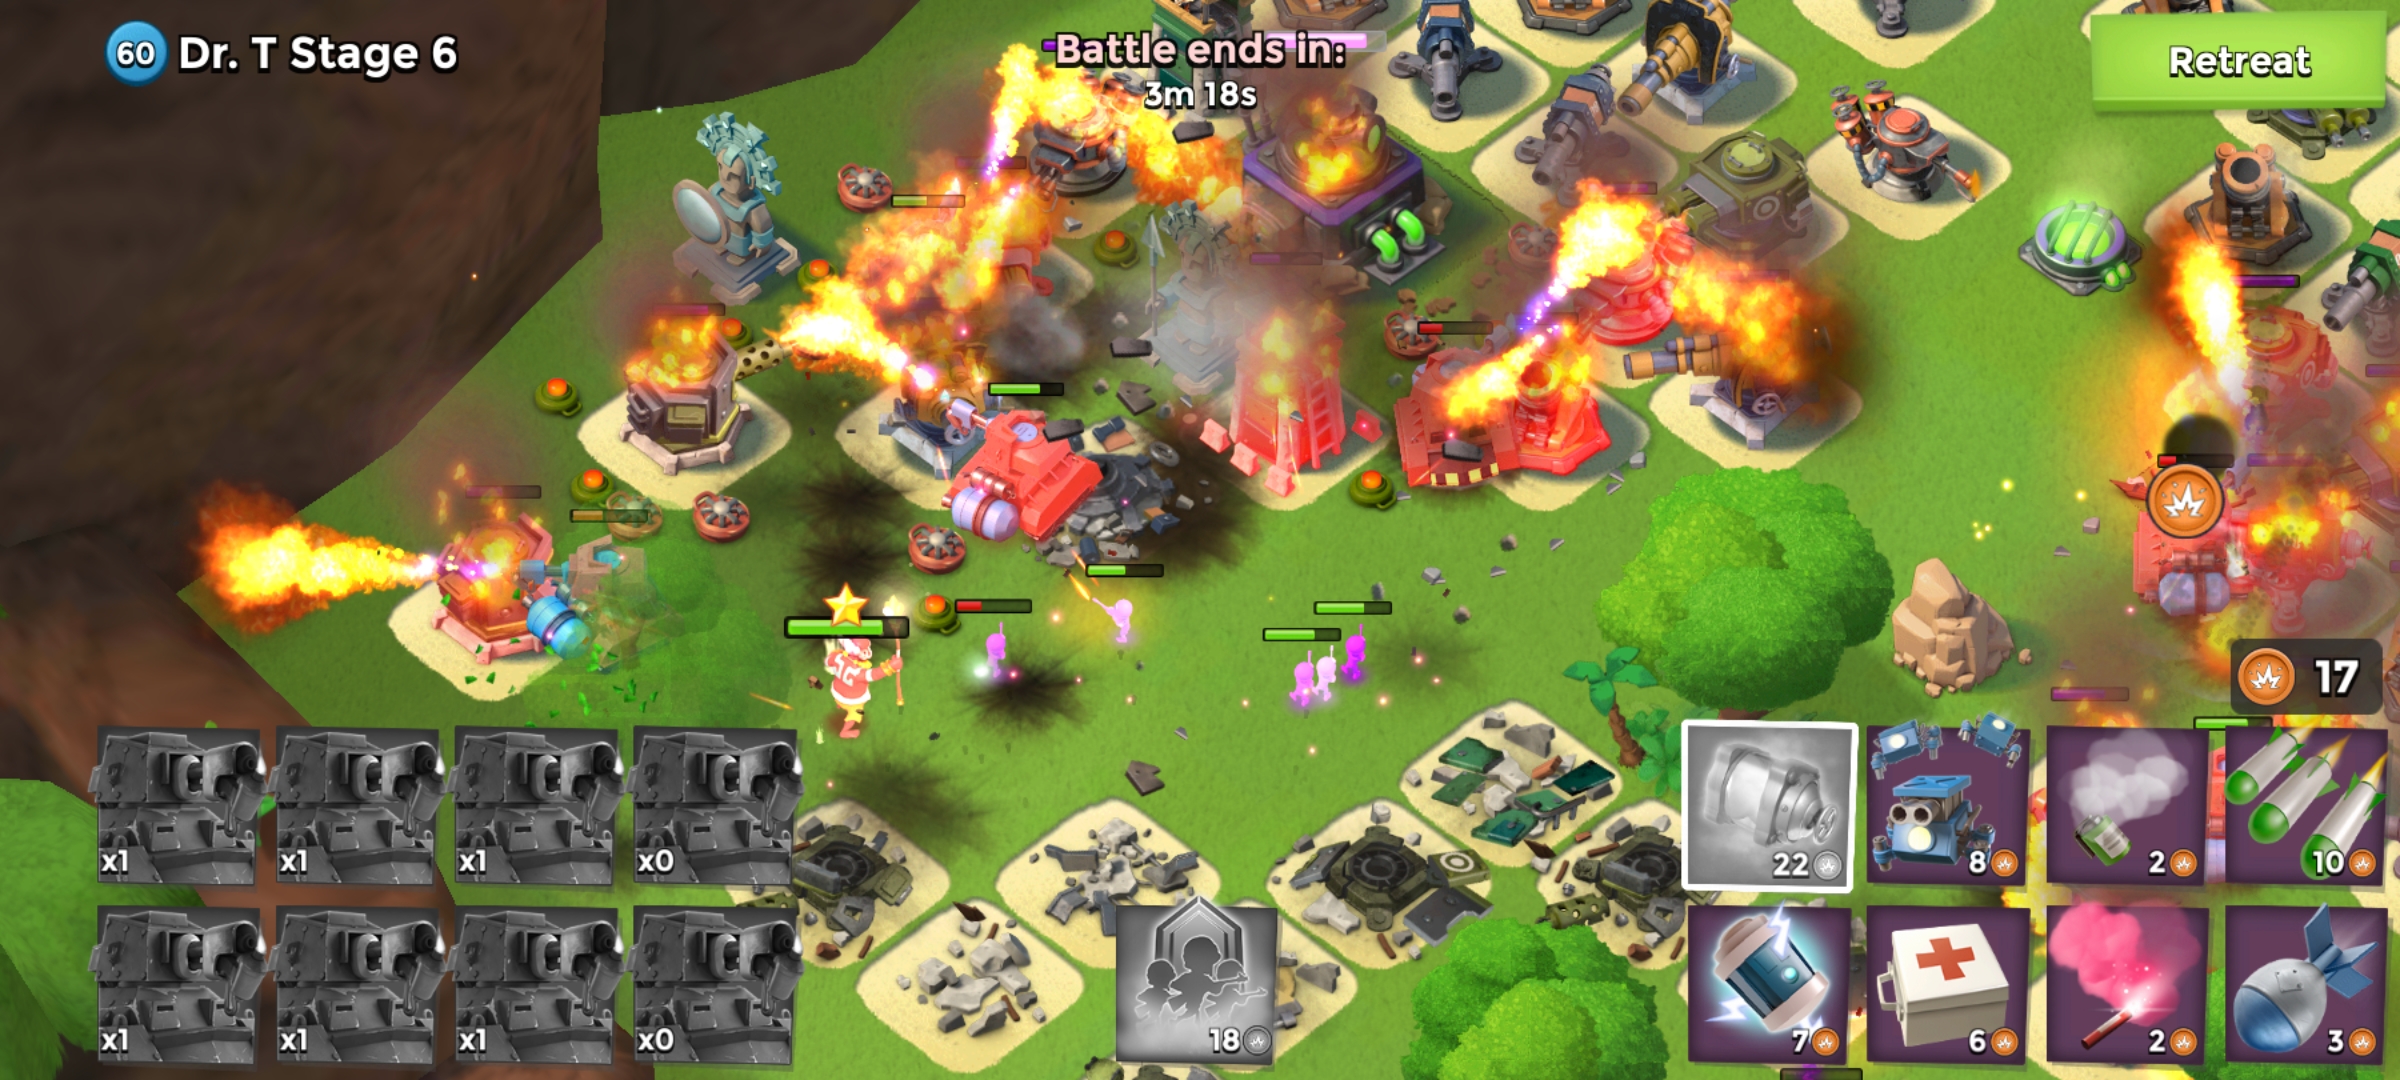 60 Dr. T Stage 6
Battle ends in:
3m 18s
Retreat
17
x1 x1 x1 x0
22 8 2 10
x1 x1 x1 x0
18
7 6 2 3